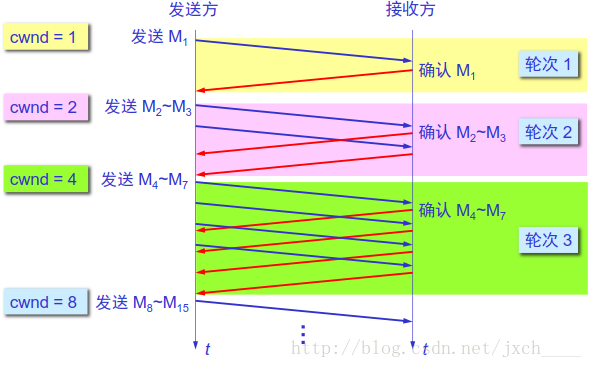 发送方 接收方
cwnd = 1 发送 M1
确认 M1 轮次 1
cwnd = 2 发送 M2~M3
确认 M2~M3 轮次 2
cwnd = 4 发送 M4~M7
确认 M4~M7
轮次 3
cwnd = 8 发送 M8~M15
t t
http://blog.csdn.net/jxch____